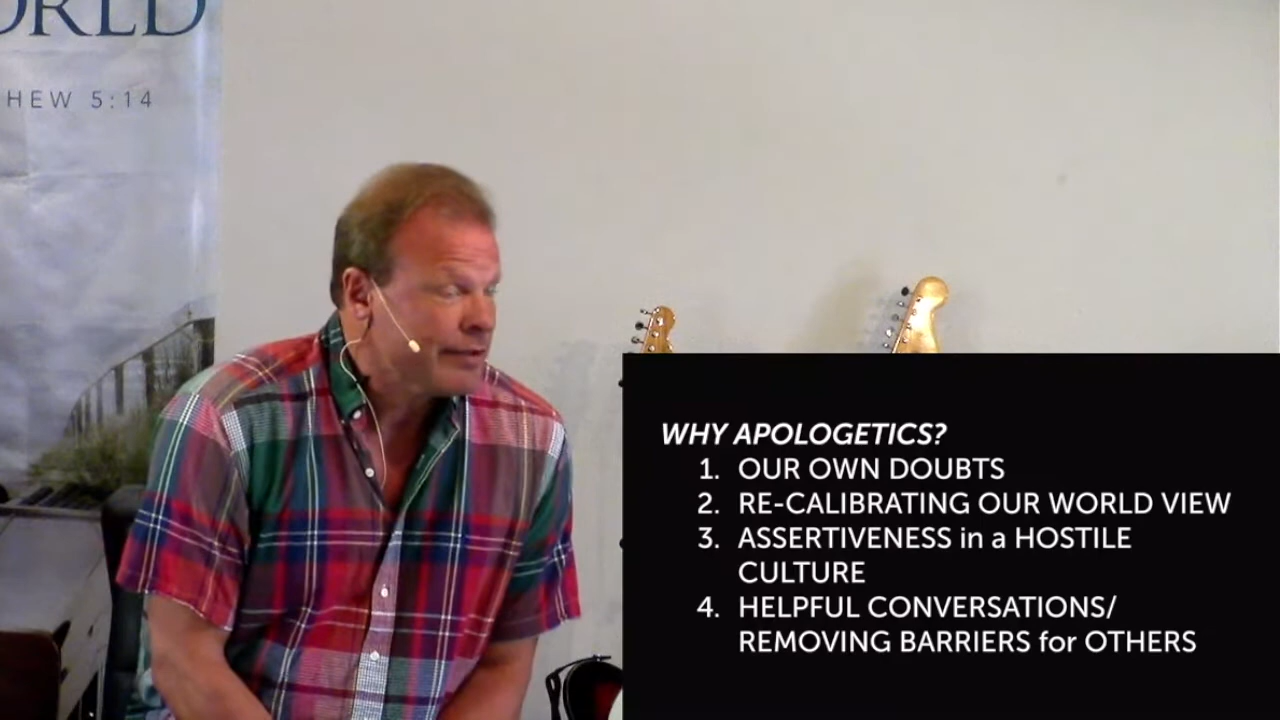 ORLD
HEW 5:14
WHY APOLOGETICS?
1. OUR OWN DOUBTS
2. RE-CALIBRATING OUR WORLD VIEW
3. ASSERTIVENESS in a HOSTILE
CULTURE
4. HELPFUL CONVERSATIONS/
REMOVING BARRIERS for OTHERS